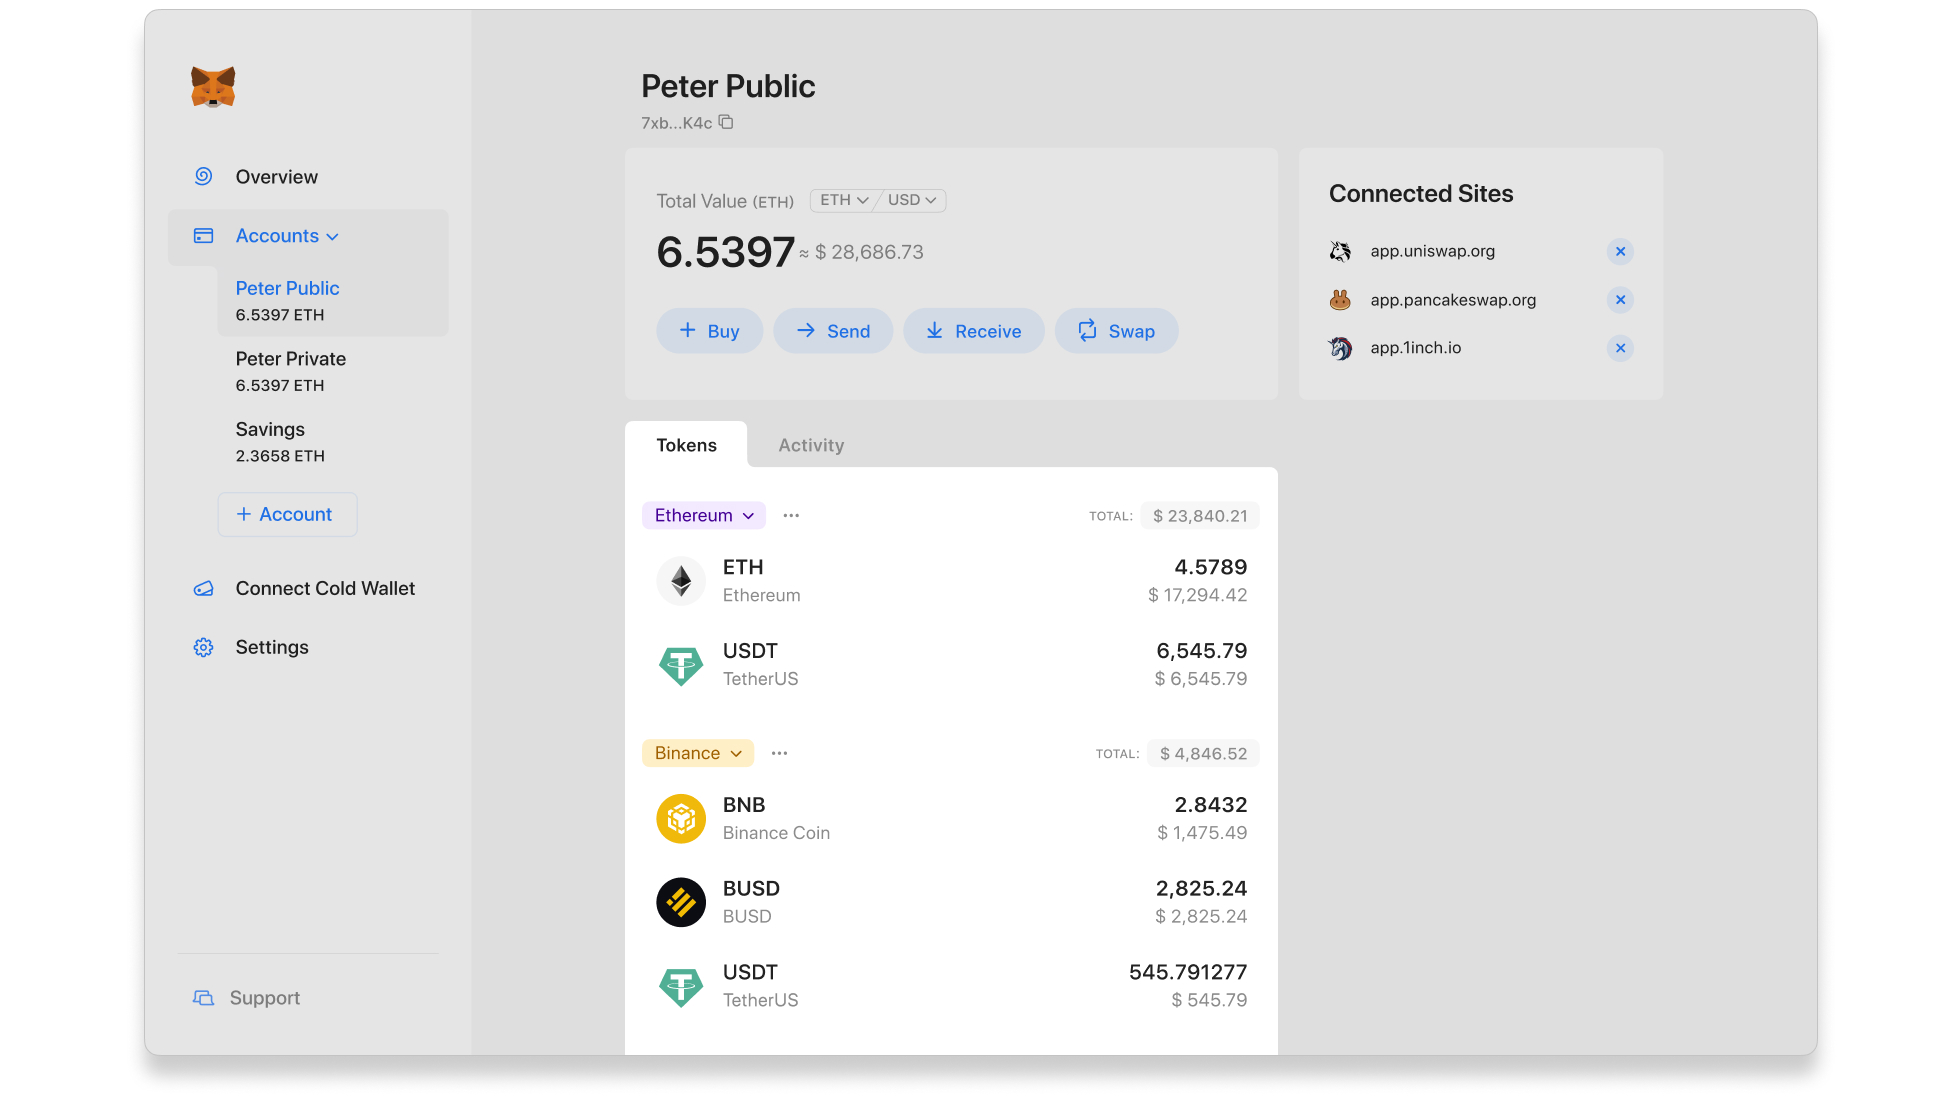 Overview
Accounts
Peter Public
6.5397 ETH
Peter Private
6.5397 ETH
Savings
2.3658 ETH
+ Account
Connect Cold Wallet
Settings
Support
Peter Public
7xb...K4c
Total Value (ETH) ETH USD
6.5397 ≈ $ 28,686.73
Buy Send Receive Swap
Connected Sites
app.uniswap.org
app.pancakeswap.org
app.1inch.io
Tokens Activity
Ethereum ... TOTAL: $ 23,840.21
ETH 4.5789
Ethereum $ 17,294.42
USDT 6,545.79
TetherUS $ 6,545.79
Binance ... TOTAL: $ 4,846.52
BNB 2.8432
Binance Coin $ 1,475.49
BUSD 2,825.24
BUSD $ 2,825.24
USDT 545.791277
TetherUS $ 545.79